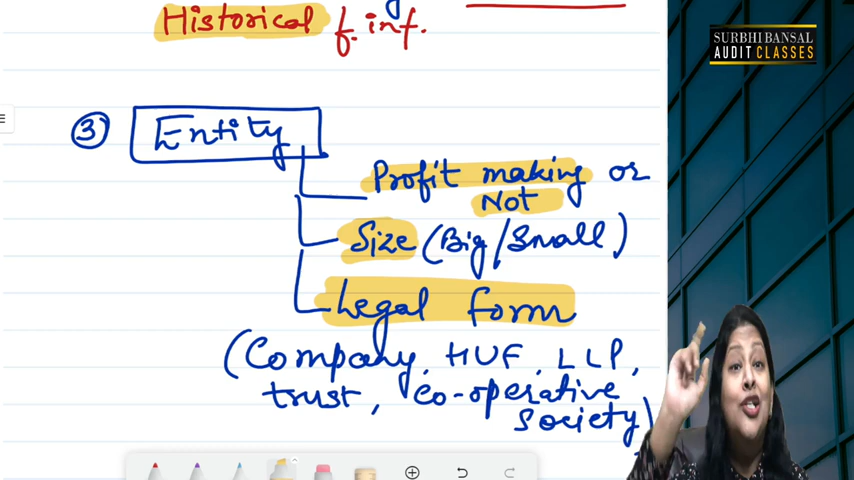 Historical f. inf.
SURBHI BANSAL
AUDIT CLASSES
③ Entity
Profit making or
Not
Size (Big/Small)
Legal form
(Company, HUF, LLP,
trust, co-operative
society)